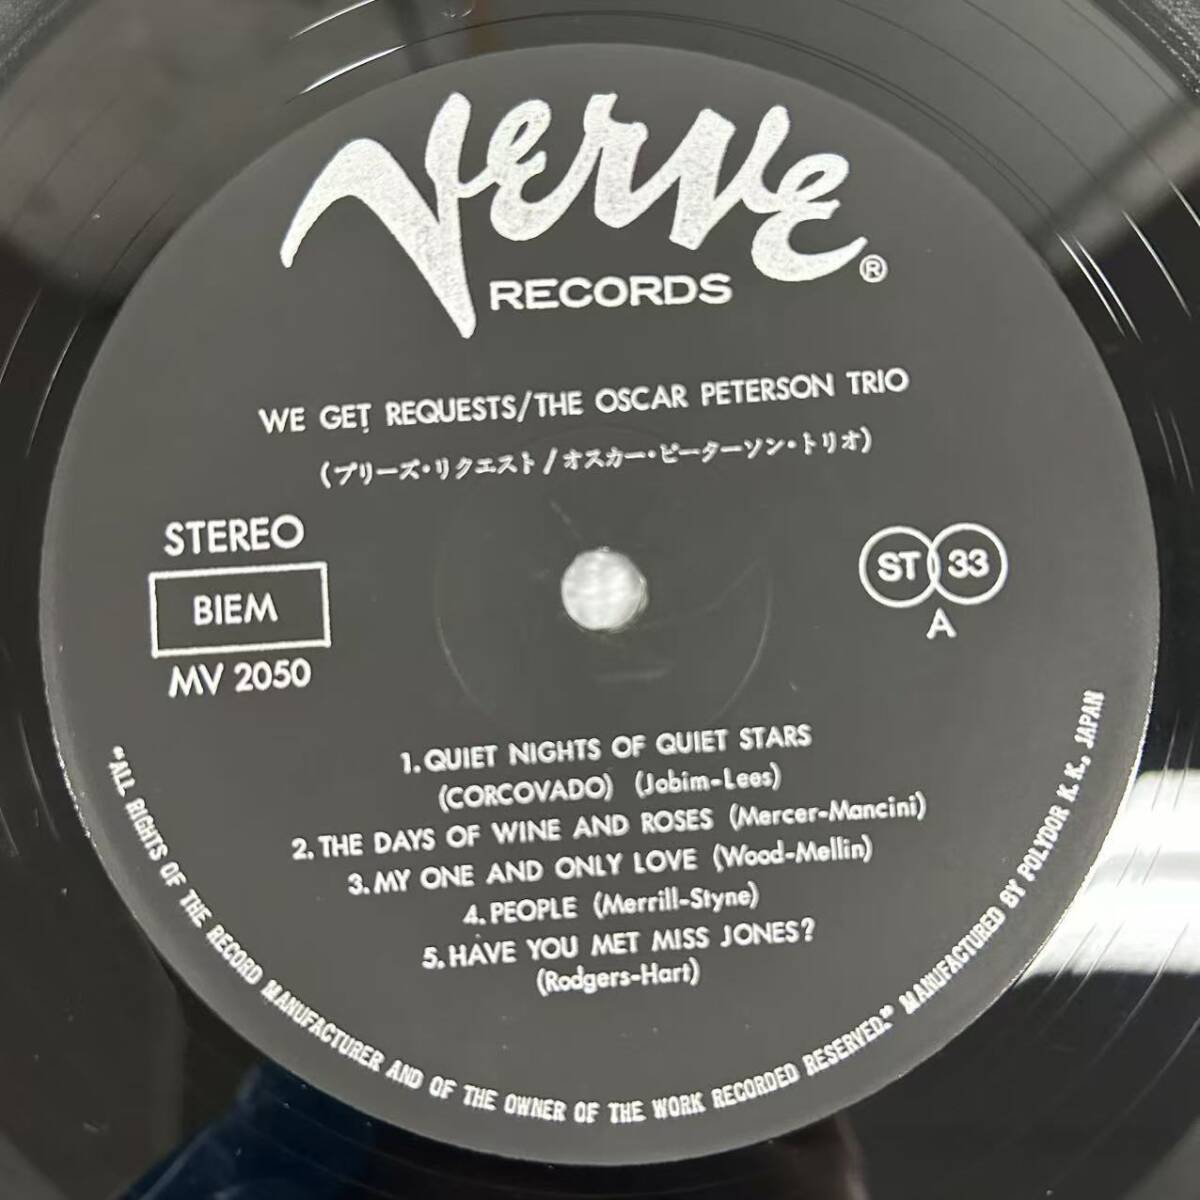 Verve
RECORDS ®
WE GET REQUESTS/THE OSCAR PETERSON TRIO
(プリーズ・リクエスト/オスカー・ピーターソン・トリオ)
STEREO
BIEM
MV 2050
ST 33
A
1. QUIET NIGHTS OF QUIET STARS
(CORCOVADO) (Jobim-Lees)
2. THE DAYS OF WINE AND ROSES (Mercer-Mancini)
3. MY ONE AND ONLY LOVE (Wood-Mellin)
4. PEOPLE (Merrill-Styne)
5. HAVE YOU MET MISS JONES?
(Rodgers-Hart)
"ALL RIGHTS OF THE RECORD MANUFACTURER AND OF THE OWNER OF THE WORK RECORDED RESERVED." MANUFACTURED BY POLYDOR K.K. JAPAN